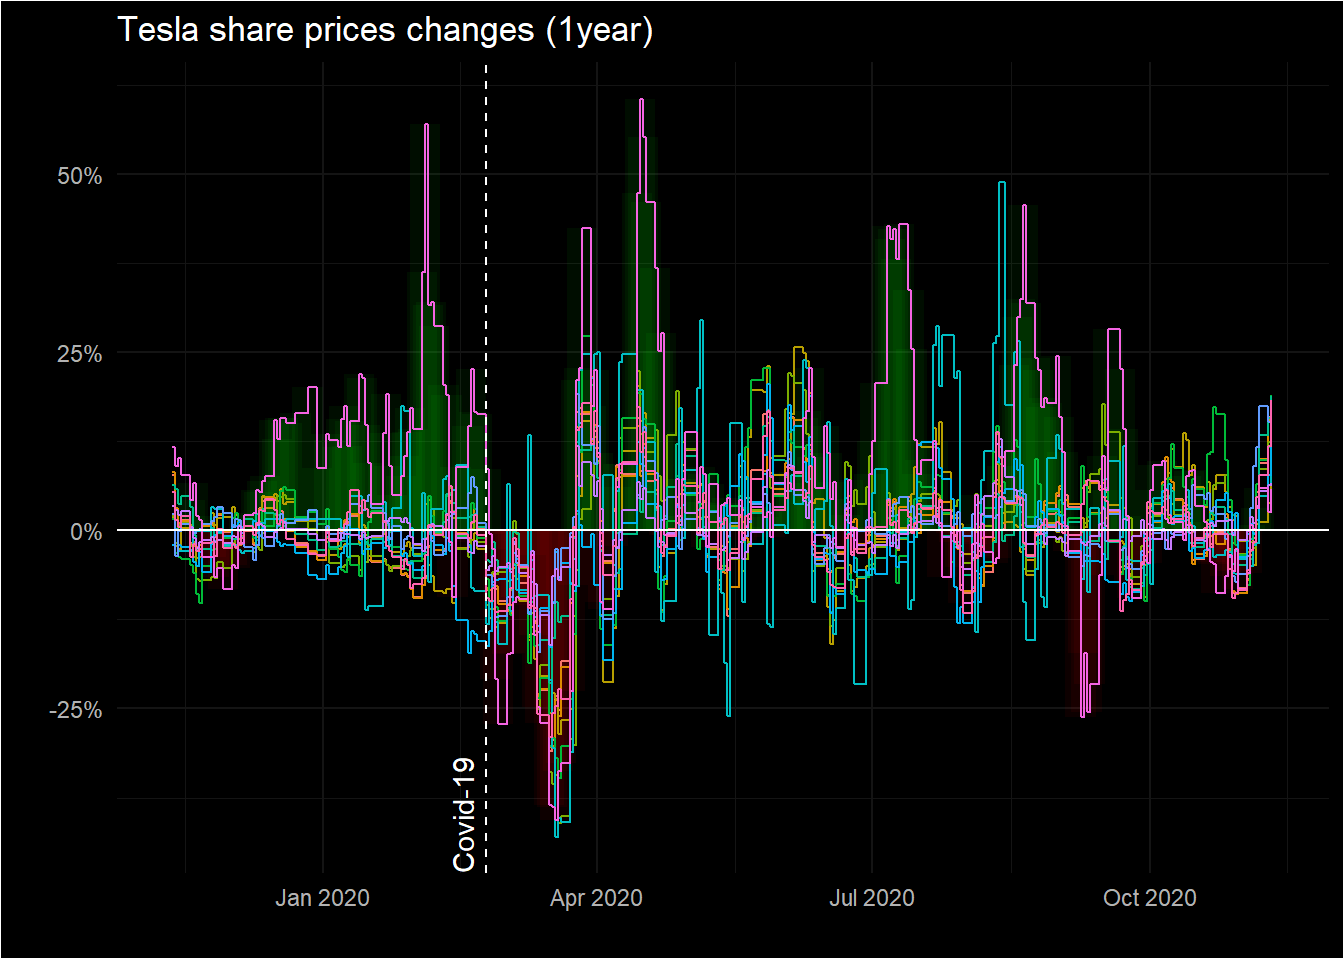 Tesla share prices changes (1year)
50%
25%
0%
-25%
Covid-19
Jan 2020
Apr 2020
Jul 2020
Oct 2020